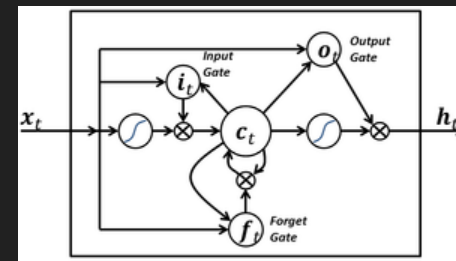 Input
Gate
i_t
o_t
Output
Gate
x_t
c_t
h_t
f_t
Forget
Gate